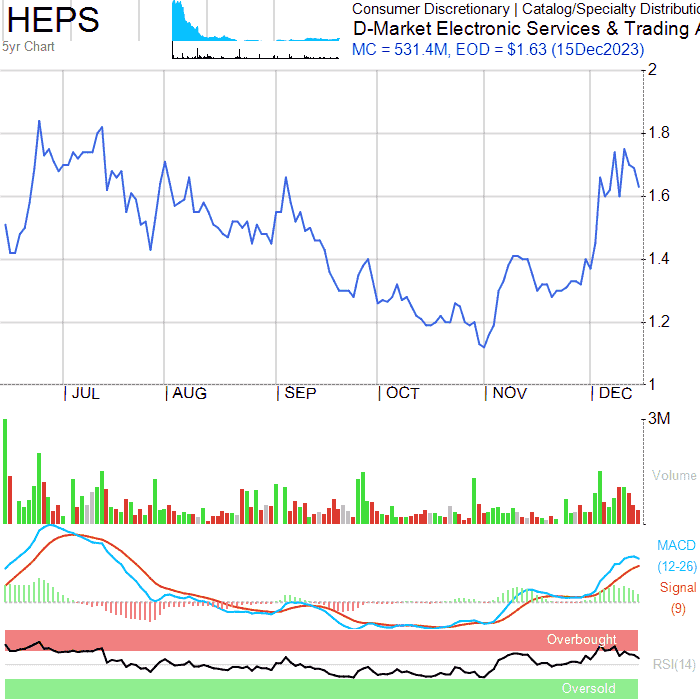 HEPS
5yr Chart
Consumer Discretionary | Catalog/Specialty Distributio
D-Market Electronic Services & Trading A
MC = 531.4M, EOD = $1.63 (15Dec2023)
2
1.8
1.6
1.4
1.2
1
JUL AUG SEP OCT NOV DEC
3M
Volume
MACD
(12-26)
Signal
(9)
Overbought
RSI(14)
Oversold